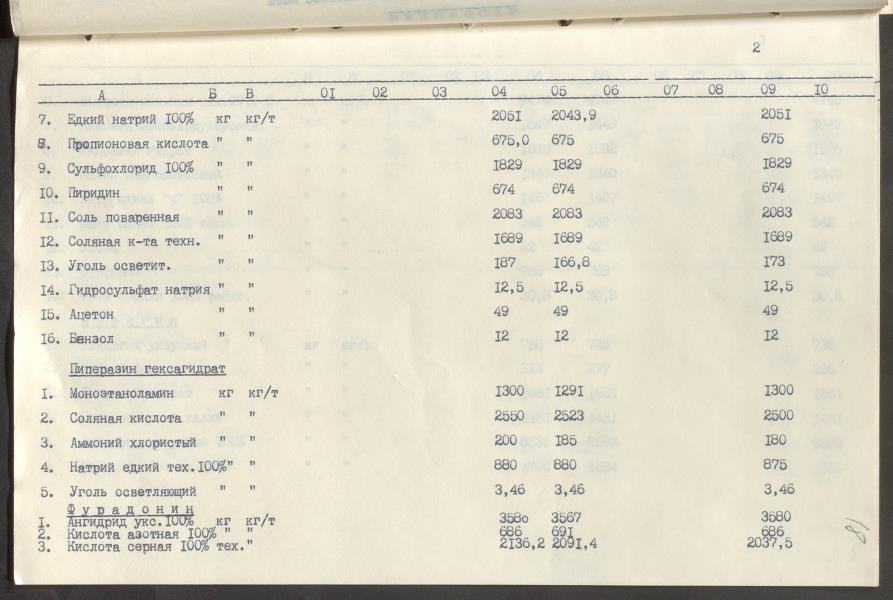 2
А Б В 01 02 03 04 05 06 07 08 09 10
7. Едкий натрий 100% кг кг/т 2051 2043,9 2051
8. Пропионовая кислота " " 675,0 675 675
9. Сульфохлорид 100% " " 1829 1829 1829
10. Пиридин " " 674 674 674
11. Соль поваренная " " 2083 2083 2083
12. Соляная к-та техн. " " 1689 1689 1689
13. Уголь осветит. " " 187 166,8 173
14. Гидросульфат натрия " " 12,5 12,5 12,5
15. Ацетон " " 49 49 49
16. Бензол " " 12 12 12
Пиперазин гексагидрат
1. Моноэтаноламин кг кг/т 1300 1291 1300
2. Соляная кислота " " 2550 2523 2500
3. Аммоний хлористый " " 200 185 180
4. Натрий едкий тех.100%" " 880 880 875
5. Уголь осветляющий " " 3,46 3,46 3,46
Фурадонин
1. Ангидрид укс.100% кг кг/т 3580 3567 3580
2. Кислота азотная 100% " " 686 691 686
3. Кислота серная 100% тех." 2136,2 2091,4 2037,5